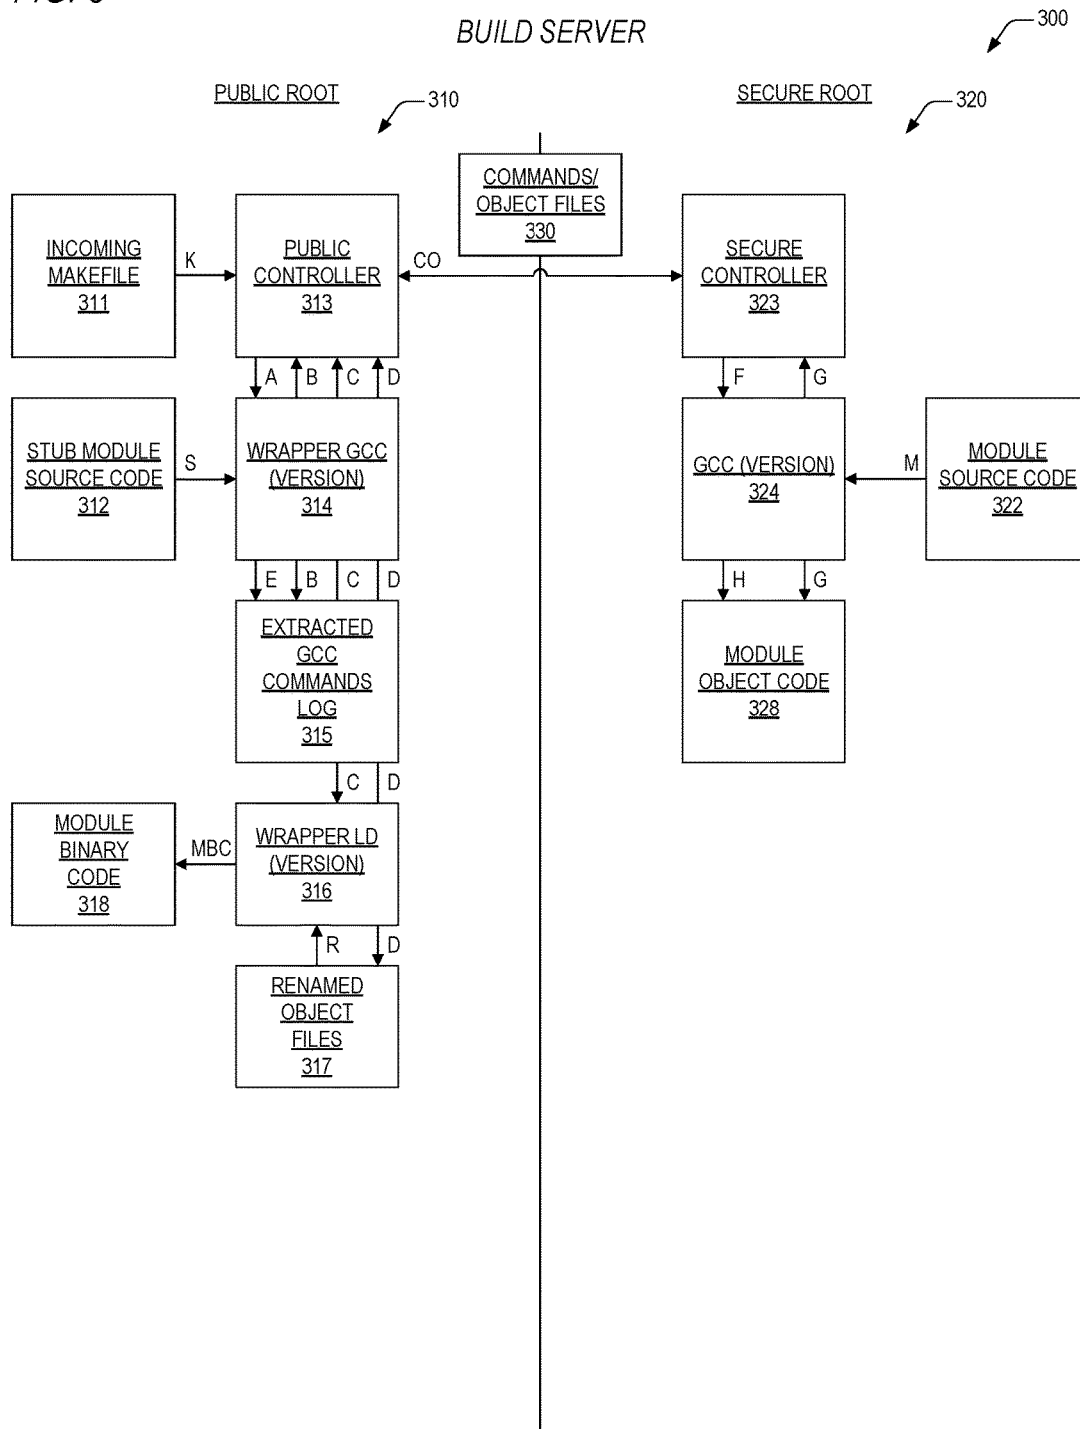 BUILD SERVER
300
PUBLIC ROOT
310
SECURE ROOT
320
COMMANDS/
OBJECT FILES
330
INCOMING
MAKEFILE
311
K
PUBLIC
CONTROLLER
313
CO
SECURE
CONTROLLER
323
A
B
C
D
F
G
STUB MODULE
SOURCE CODE
312
S
WRAPPER GCC
(VERSION)
314
GCC (VERSION)
324
M
MODULE
SOURCE CODE
322
E
B
C
D
H
G
EXTRACTED
GCC
COMMANDS
LOG
315
MODULE
OBJECT CODE
328
C
D
MODULE
BINARY
CODE
318
MBC
WRAPPER LD
(VERSION)
316
R
D
RENAMED
OBJECT
FILES
317